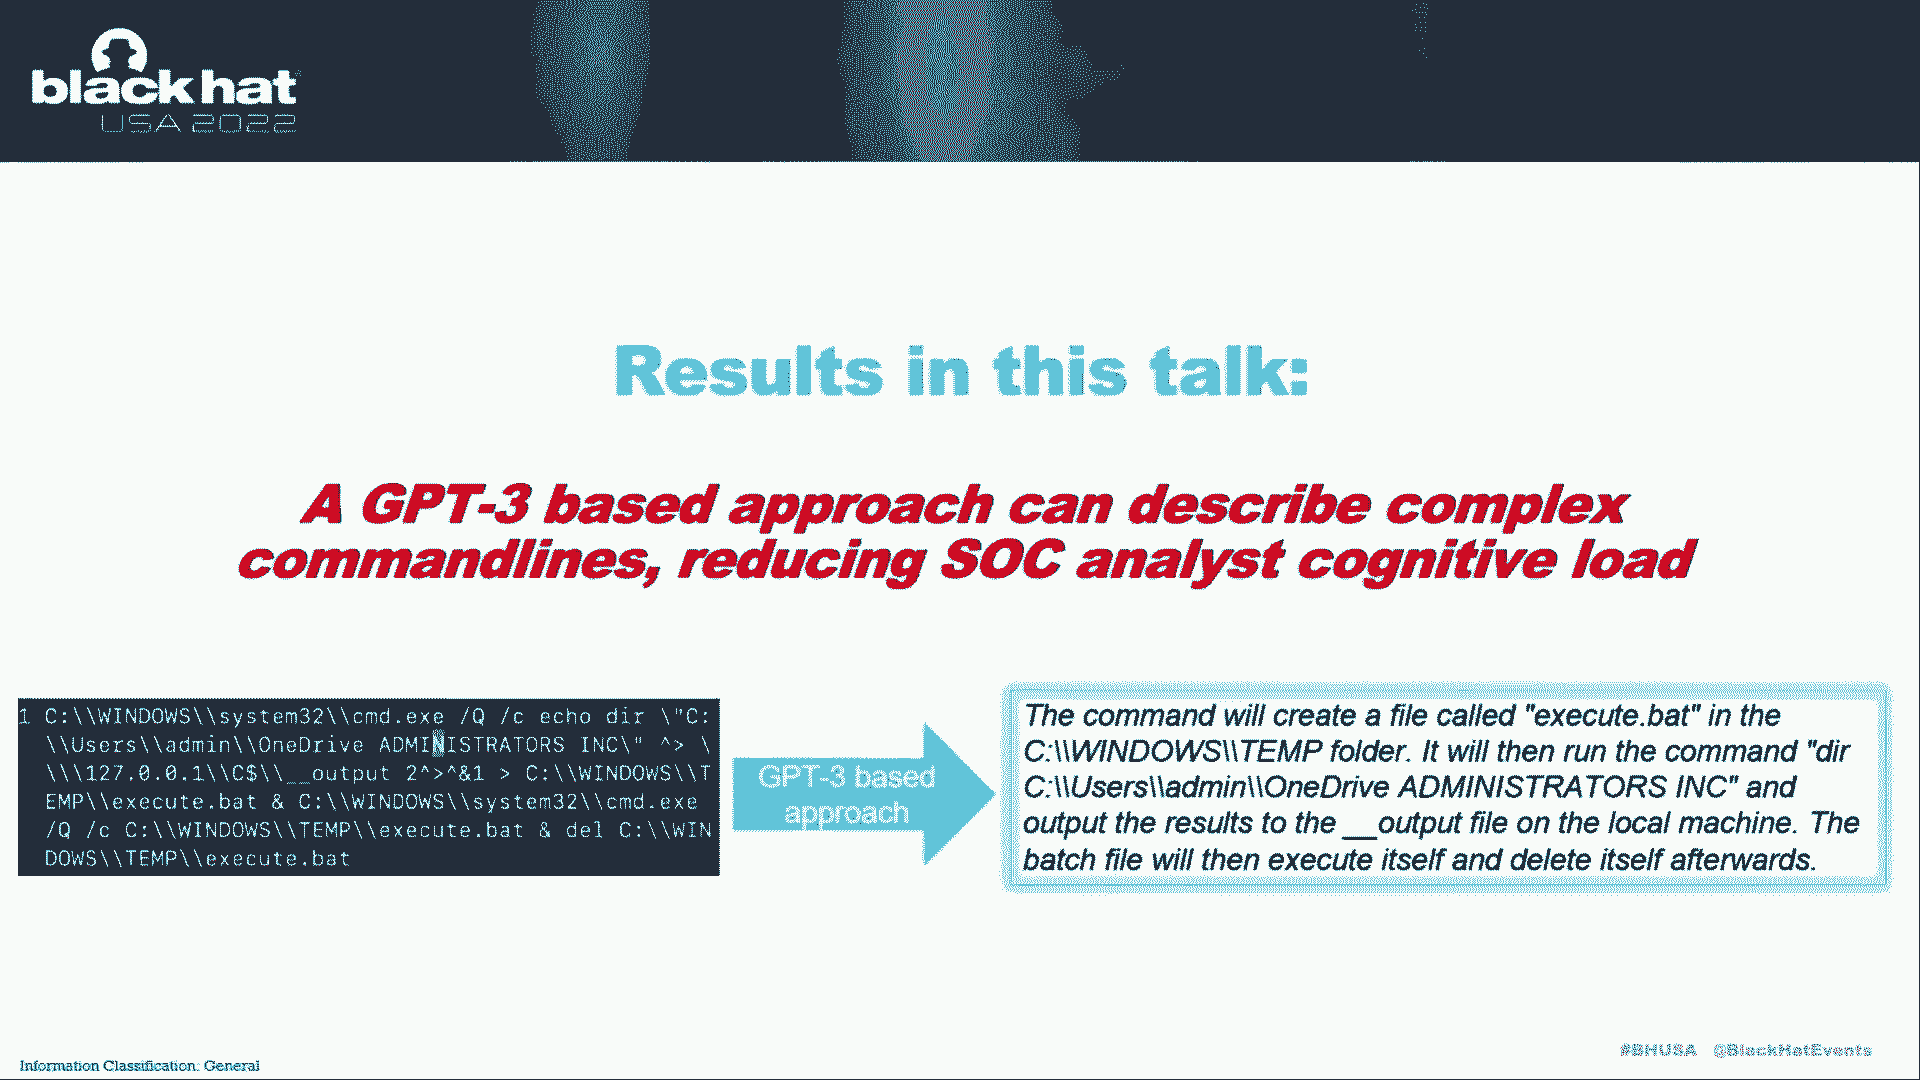 black hat
USA 2022
Results in this talk:
A GPT-3 based approach can describe complex
commandlines, reducing SOC analyst cognitive load
1 C:\\WINDOWS\\system32\\cmd.exe /Q /c echo dir \"C:
\\Users\\admin\\OneDrive ADMINISTRATORS INC\" ^> \
\\\127.0.0.1\\C$\\__output 2^>^&1 > C:\\WINDOWS\\T
EMP\\execute.bat & C:\\WINDOWS\\system32\\cmd.exe
/Q /c C:\\WINDOWS\\TEMP\\execute.bat & del C:\\WIN
DOWS\\TEMP\\execute.bat
GPT-3 based
approach
The command will create a file called "execute.bat" in the
C:\\WINDOWS\\TEMP folder. It will then run the command "dir
C:\\Users\\admin\\OneDrive ADMINISTRATORS INC" and
output the results to the __output file on the local machine. The
batch file will then execute itself and delete itself afterwards.
Information Classification: General
#BHUSA @BlackHatEvents